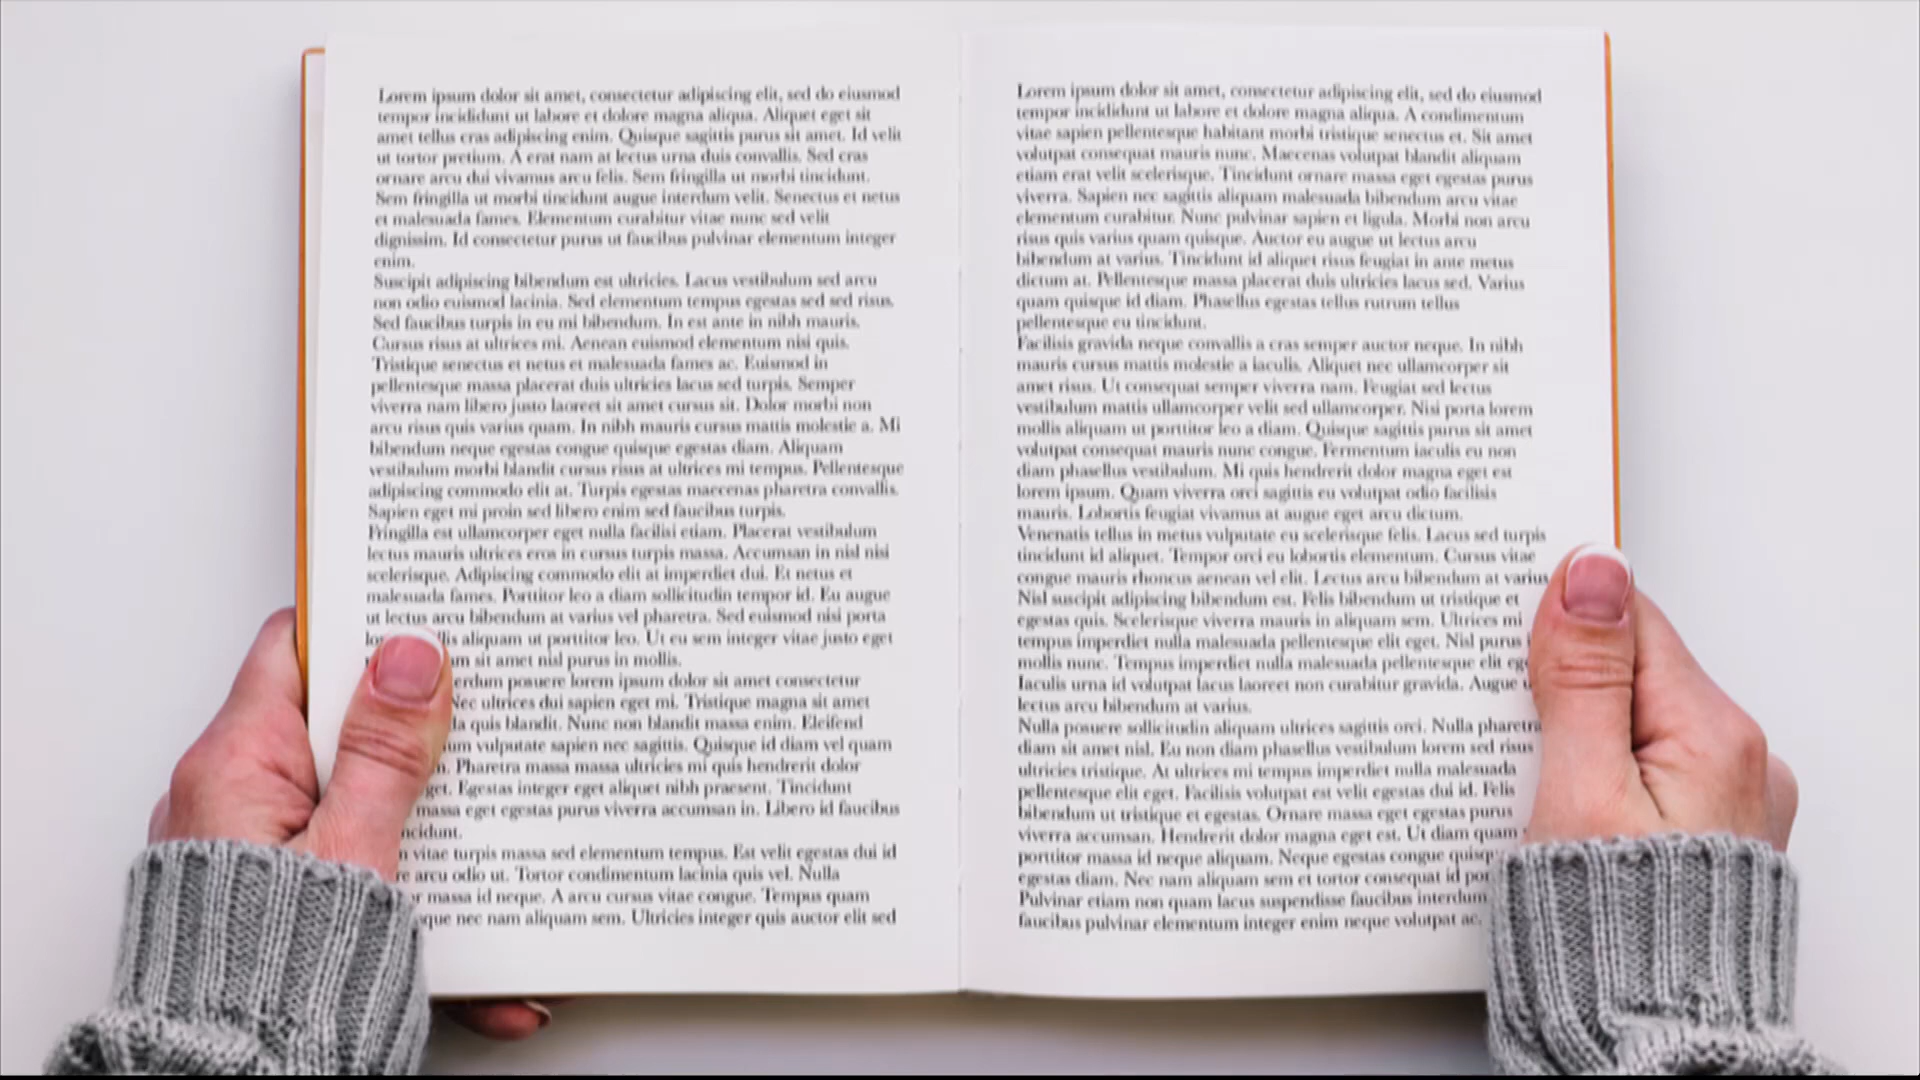 Lorem ipsum dolor sit amet, consectetur adipiscing elit, sed do eiusmod
tempor incididunt ut labore et dolore magna aliqua. Aliquet eget sit
amet tellus cras adipiscing enim. Quisque sagittis purus sit amet. Id velit
ut tortor pretium. A erat nam at lectus urna duis convallis. Sed cras
ornare arcu dui vivamus arcu felis. Sem fringilla ut morbi tincidunt.
Sem fringilla ut morbi tincidunt augue interdum velit. Senectus et netus
et malesuada fames. Elementum curabitur vitae nunc sed velit
dignissim. Id consectetur purus ut faucibus pulvinar elementum integer
enim.
Suscipit adipiscing bibendum est ultricies. Lacus vestibulum sed arcu
non odio euismod lacinia. Sed elementum tempus egestas sed sed risus.
Sed faucibus turpis in eu mi bibendum. In est ante in nibh mauris.
Cursus risus at ultrices mi. Aenean euismod elementum nisi quis.
Tristique senectus et netus et malesuada fames ac. Euismod in
pellentesque massa placerat duis ultricies lacus sed turpis. Semper
viverra nam libero justo laoreet sit amet cursus sit. Dolor morbi non
arcu risus quis varius quam. In nibh mauris cursus mattis molestie a. Mi
bibendum neque egestas congue quisque egestas diam. Aliquam
vestibulum morbi blandit cursus risus at ultrices mi tempus. Pellentesque
adipiscing commodo elit at. Turpis egestas maecenas pharetra convallis.
Sapien eget mi proin sed libero enim sed faucibus turpis.
Fringilla est ullamcorper eget nulla facilisi etiam. Placerat vestibulum
lectus mauris ultrices eros in cursus turpis massa. Accumsan in nisl nisi
scelerisque. Adipiscing commodo elit at imperdiet dui. Et netus et
malesuada fames. Porttitor leo a diam sollicitudin tempor id. Eu augue
ut lectus arcu bibendum at varius vel pharetra. Sed euismod nisi porta
aliquam ut porttitor leo. Ut eu sem integer vitae justo eget
sit amet nisl purus in mollis.
posuere lorem ipsum dolor sit amet consectetur
Nec ultrices dui sapien eget mi. Tristique magna sit amet
quis blandit. Nunc non blandit massa enim. Eleifend
vulputate sapien nec sagittis. Quisque id diam vel quam
Pharetra massa massa ultricies mi quis hendrerit dolor
eget. Egestas integer eget aliquet nibh praesent. Tincidunt
massa eget egestas purus viverra accumsan in. Libero id faucibus
vitae turpis massa sed elementum tempus. Est velit egestas dui id
arcu odio ut. Tortor condimentum lacinia quis vel. Nulla
massa id neque. A arcu cursus vitae congue. Tempus quam
nec nam aliquam sem. Ultricies integer quis auctor elit sed
Lorem ipsum dolor sit amet, consectetur adipiscing elit, sed do eiusmod
tempor incididunt ut labore et dolore magna aliqua. A condimentum
vitae sapien pellentesque habitant morbi tristique senectus et. Sit amet
volutpat consequat mauris nunc. Maecenas volutpat blandit aliquam
etiam erat velit scelerisque. Tincidunt ornare massa eget egestas purus
viverra. Sapien nec sagittis aliquam malesuada bibendum arcu vitae
elementum curabitur. Nunc pulvinar sapien et ligula. Morbi non arcu
risus quis varius quam quisque. Auctor eu augue ut lectus arcu
bibendum at varius. Tincidunt id aliquet risus feugiat in ante metus
dictum at. Pellentesque massa placerat duis ultricies lacus sed. Varius
quam quisque id diam. Phasellus egestas tellus rutrum tellus
pellentesque eu tincidunt.
Facilisis gravida neque convallis a cras semper auctor neque. In nibh
mauris cursus mattis molestie a iaculis. Aliquet nec ullamcorper sit
amet risus. Ut consequat semper viverra nam. Feugiat sed lectus
vestibulum mattis ullamcorper velit sed ullamcorper. Nisi porta lorem
mollis aliquam ut porttitor leo a diam. Quisque sagittis purus sit amet
volutpat consequat mauris nunc congue. Fermentum iaculis eu non
diam phasellus vestibulum. Mi quis hendrerit dolor magna eget est
lorem ipsum. Quam viverra orci sagittis eu volutpat odio facilisis
mauris. Lobortis feugiat vivamus at augue eget arcu dictum.
Venenatis tellus in metus vulputate eu scelerisque felis. Lacus sed turpis
tincidunt id aliquet. Tempor orci eu lobortis elementum. Cursus vitae
congue mauris rhoncus aenean vel elit. Lectus arcu bibendum at varius
Nisl suscipit adipiscing bibendum est. Felis bibendum ut tristique et
egestas quis. Scelerisque viverra mauris in aliquam sem. Ultrices mi
tempus imperdiet nulla malesuada pellentesque elit eget. Nisl purus
mollis nunc. Tempus imperdiet nulla malesuada pellentesque elit
Iaculis urna id volutpat lacus laoreet non curabitur gravida. Augue
lectus arcu bibendum at varius.
Nulla posuere sollicitudin aliquam ultrices sagittis orci. Nulla pharetra
diam sit amet nisl. Eu non diam phasellus vestibulum lorem sed risus
ultricies tristique. At ultrices mi tempus imperdiet nulla malesuada
pellentesque elit eget. Facilisis volutpat est velit egestas dui id. Felis
bibendum ut tristique et egestas. Ornare massa eget egestas purus
viverra accumsan. Hendrerit dolor magna eget est. Ut diam quam
porttitor massa id neque aliquam. Neque egestas congue
egestas diam. Nec nam aliquam sem et tortor consequat id
Pulvinar etiam non quam lacus suspendisse faucibus interdum
faucibus pulvinar elementum integer enim neque volutpat ac.